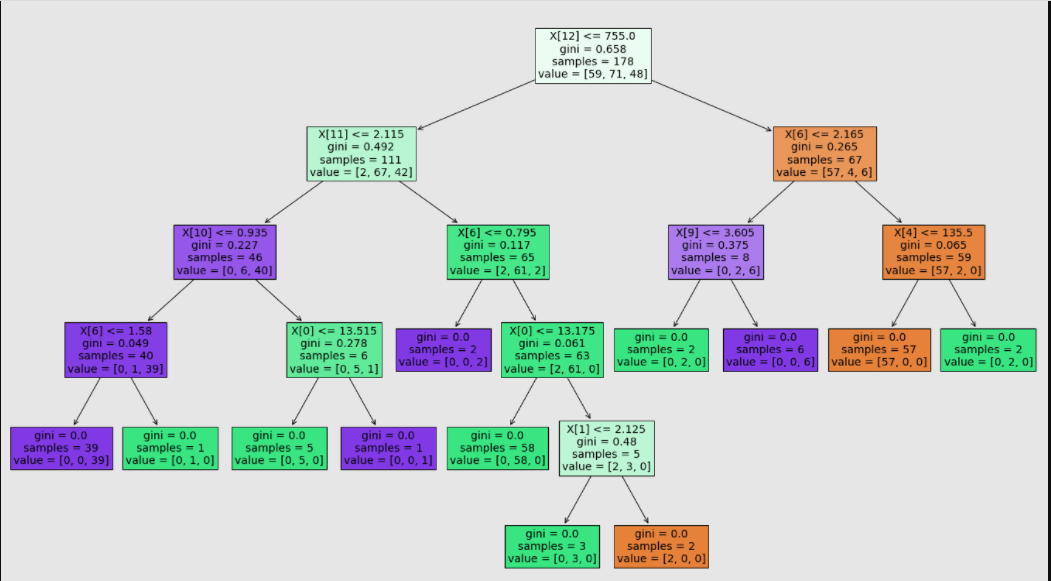 X[12] <= 755.0
gini = 0.658
samples = 178
value = [59, 71, 48]
X[11] <= 2.115
gini = 0.492
samples = 111
value = [2, 67, 42]
X[6] <= 2.165
gini = 0.265
samples = 67
value = [57, 4, 6]
X[10] <= 0.935
gini = 0.227
samples = 46
value = [0, 6, 40]
X[6] <= 0.795
gini = 0.117
samples = 65
value = [2, 61, 2]
X[9] <= 3.605
gini = 0.375
samples = 8
value = [0, 2, 6]
X[4] <= 135.5
gini = 0.065
samples = 59
value = [57, 2, 0]
X[6] <= 1.58
gini = 0.049
samples = 40
value = [0, 1, 39]
X[0] <= 13.515
gini = 0.278
samples = 6
value = [0, 5, 1]
gini = 0.0
samples = 2
value = [0, 0, 2]
X[0] <= 13.175
gini = 0.061
samples = 63
value = [2, 61, 0]
gini = 0.0
samples = 2
value = [0, 2, 0]
gini = 0.0
samples = 6
value = [0, 0, 6]
gini = 0.0
samples = 57
value = [57, 0, 0]
gini = 0.0
samples = 2
value = [0, 2, 0]
gini = 0.0
samples = 39
value = [0, 0, 39]
gini = 0.0
samples = 1
value = [0, 1, 0]
gini = 0.0
samples = 5
value = [0, 5, 0]
gini = 0.0
samples = 1
value = [0, 0, 1]
gini = 0.0
samples = 58
value = [0, 58, 0]
X[1] <= 2.125
gini = 0.48
samples = 5
value = [2, 3, 0]
gini = 0.0
samples = 3
value = [0, 3, 0]
gini = 0.0
samples = 2
value = [2, 0, 0]